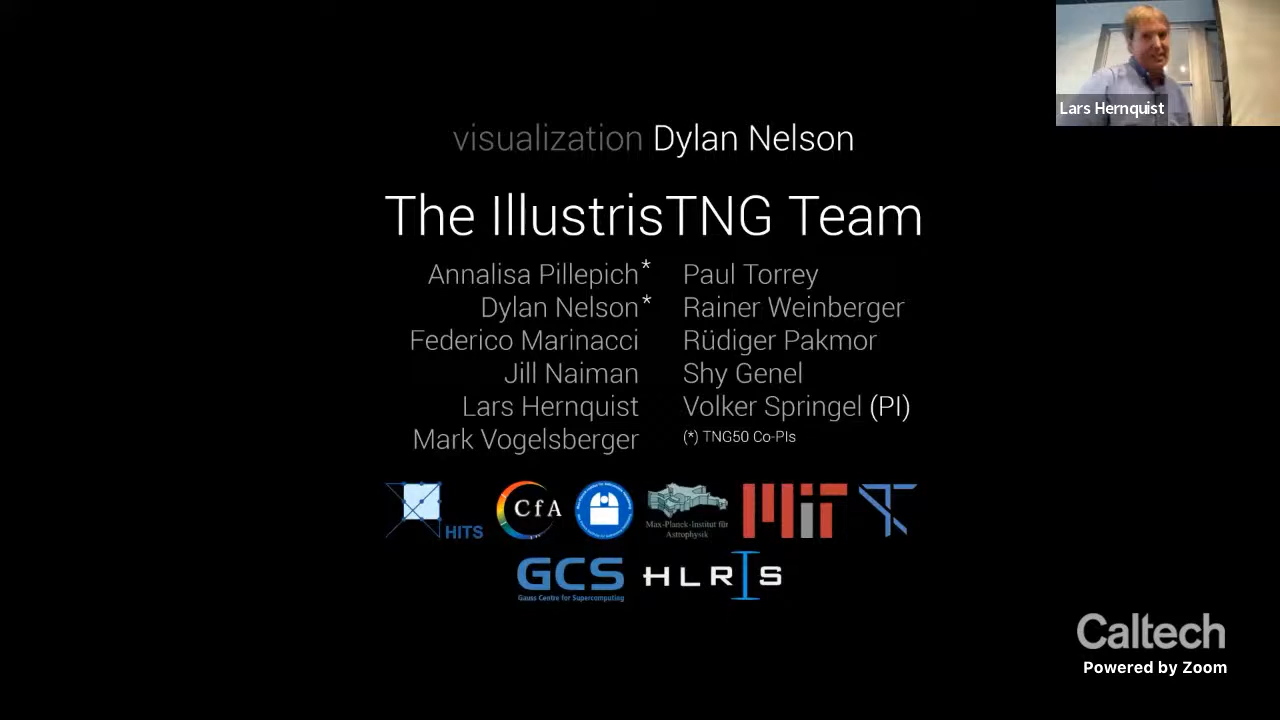 Lars Hernquist
visualization Dylan Nelson
The IllustrisTNG Team
Annalisa Pillepich* Paul Torrey
Dylan Nelson* Rainer Weinberger
Federico Marinacci Rüdiger Pakmor
Jill Naiman Shy Genel
Lars Hernquist Volker Springel (PI)
Mark Vogelsberger (*) TNG50 Co-PIs
HITS CfA Max-Planck-Institut für MIT
Astrophysik
GCS HLRIS
Gauss Centre for Supercomputing
Caltech
Powered by Zoom